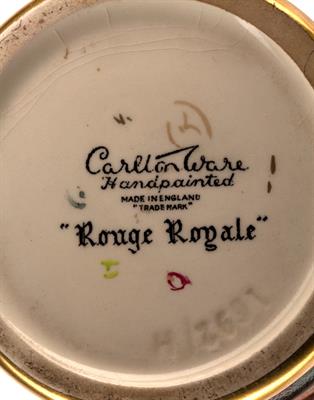 Carlton Ware
Handpainted
MADE IN ENGLAND
"TRADE MARK"
"Rouge Royale"